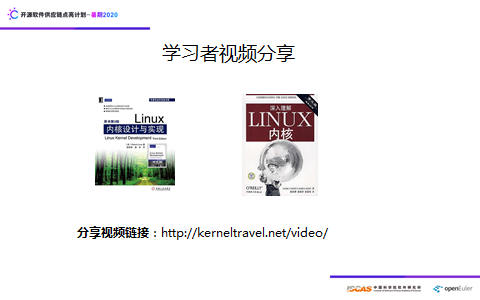 开源软件供应链点亮计划-暑期2020
学习者视频分享
Linux
内核设计与实现
Linux Kernel Development
深入理解
LINUX
内核
O'REILLY
分享视频链接：http://kerneltravel.net/video/
ISCAS 中国科学院软件研究所
openEuler